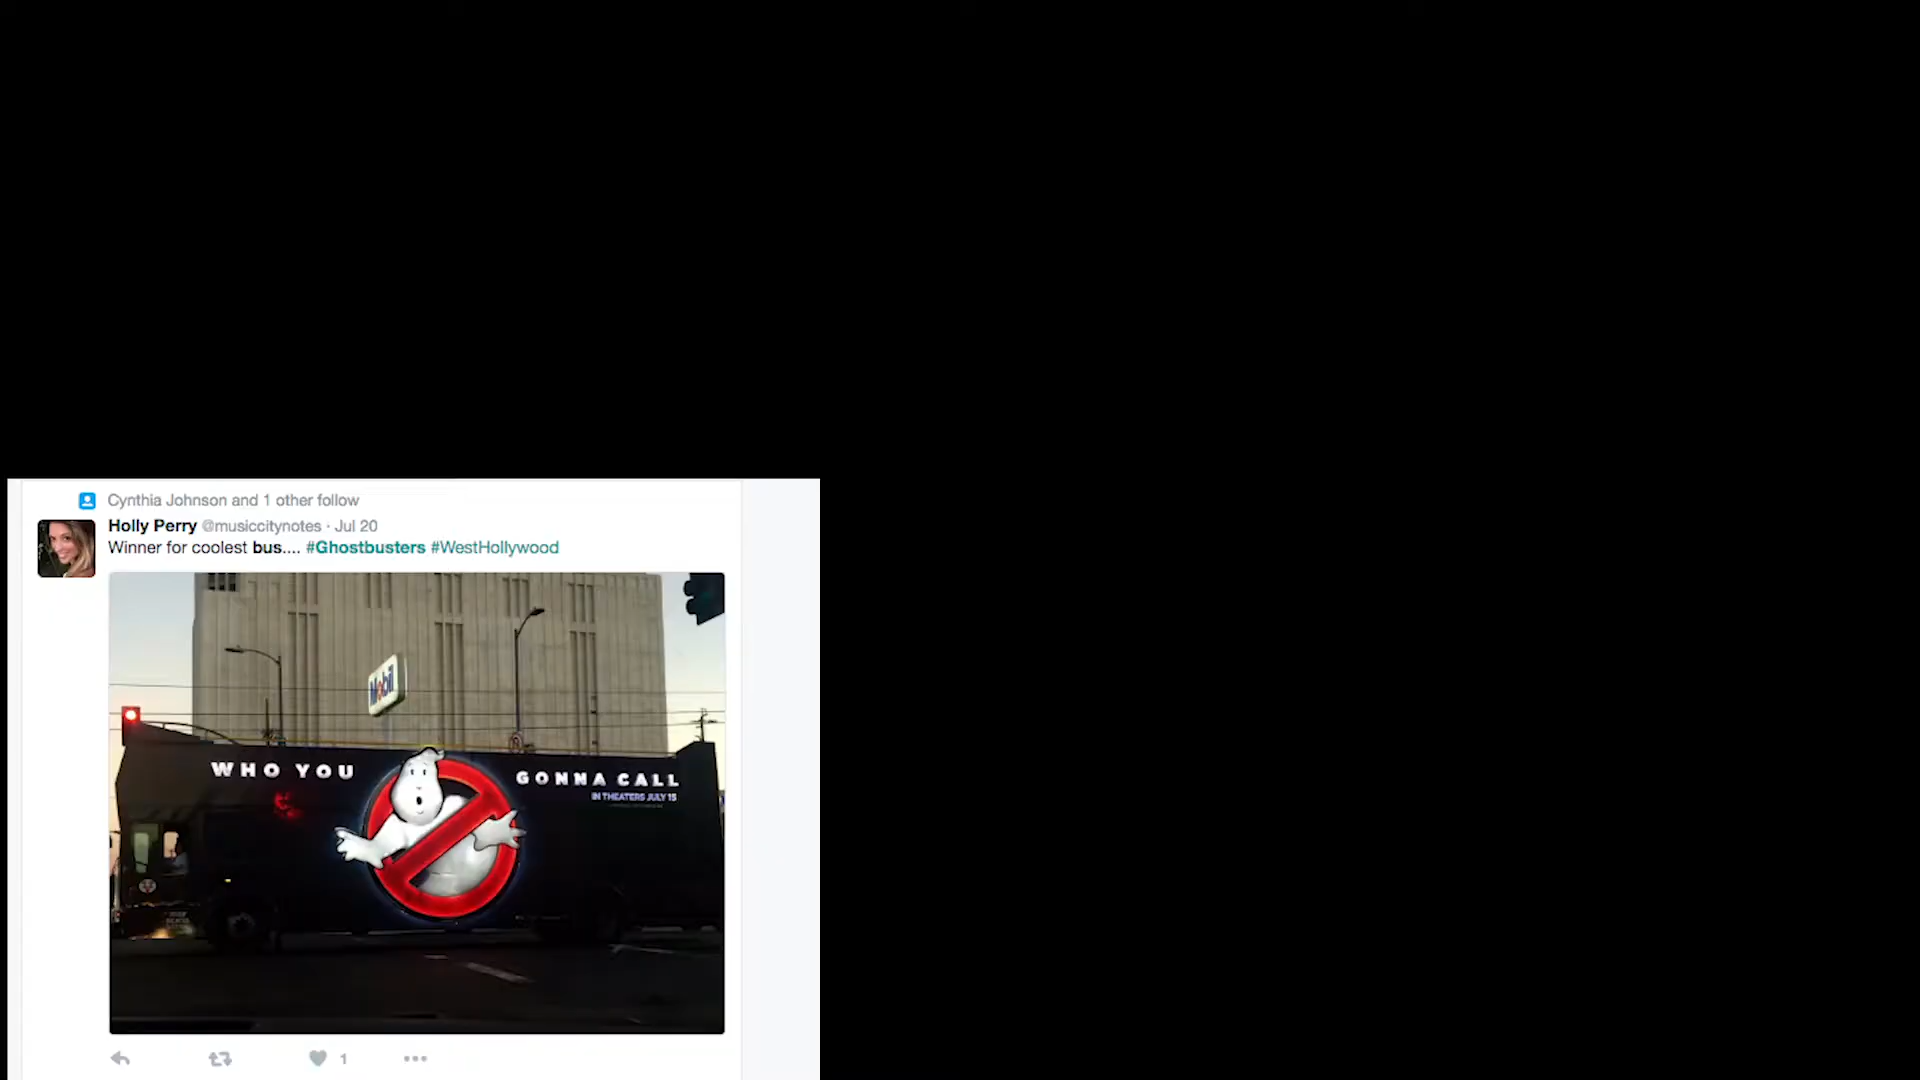 Cynthia Johnson and 1 other follow
Holly Perry @musiccitynotes · Jul 20
Winner for coolest bus.... #Ghostbusters #WestHollywood
Mobil
WHO YOU GONNA CALL
IN THEATERS JULY 15
1